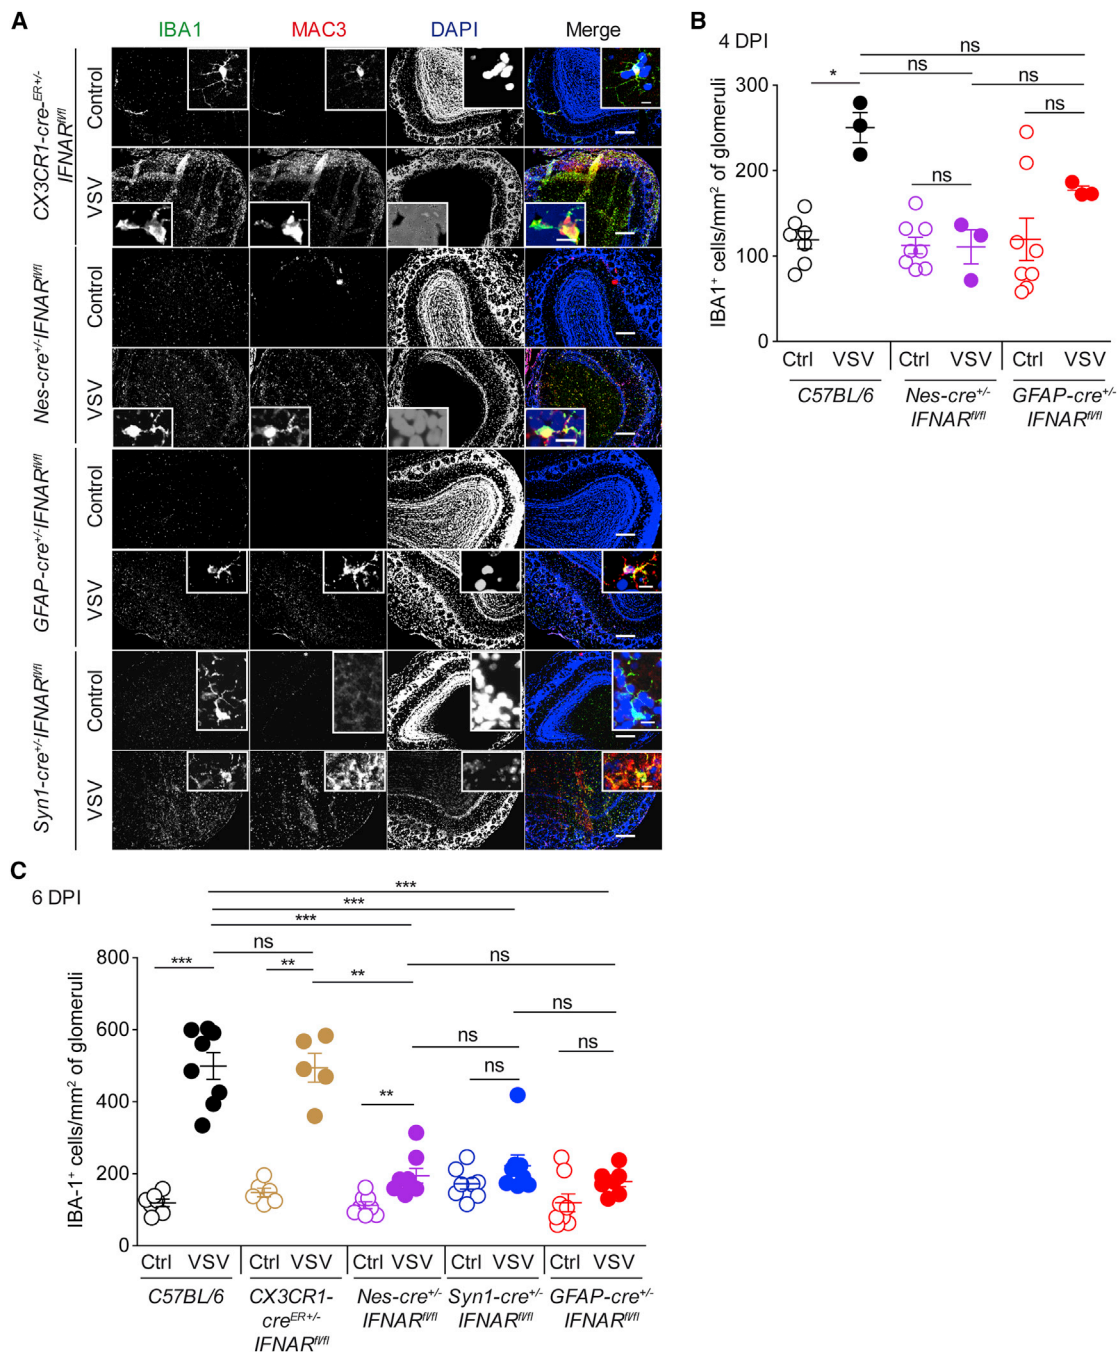 A
IBA1 MAC3 DAPI Merge
CX3CR1-cre-ER+/-
IFNARfl/fl
Control
VSV
Nes-cre+/-IFNARfl/fl
Control
VSV
GFAP-cre+/-IFNARfl/fl
Control
VSV
Syn1-cre+/-IFNARfl/fl
Control
VSV
B
4 DPI
ns
ns
ns
*
ns
ns
IBA1+ cells/mm2 of glomeruli
300
200
100
0
Ctrl VSV Ctrl VSV Ctrl VSV
C57BL/6 Nes-cre+/- GFAP-cre+/-
IFNARfl/fl IFNARfl/fl
C
6 DPI
***
***
***
ns
ns
***
**
**
ns
ns
ns
ns
**
IBA-1+ cells/mm2 of glomeruli
800
600
400
200
0
Ctrl VSV Ctrl VSV Ctrl VSV Ctrl VSV Ctrl VSV
C57BL/6 CX3CR1- Nes-cre+/- Syn1-cre+/- GFAP-cre+/-
creER+/- IFNARfl/fl IFNARfl/fl IFNARfl/fl
IFNARfl/fl